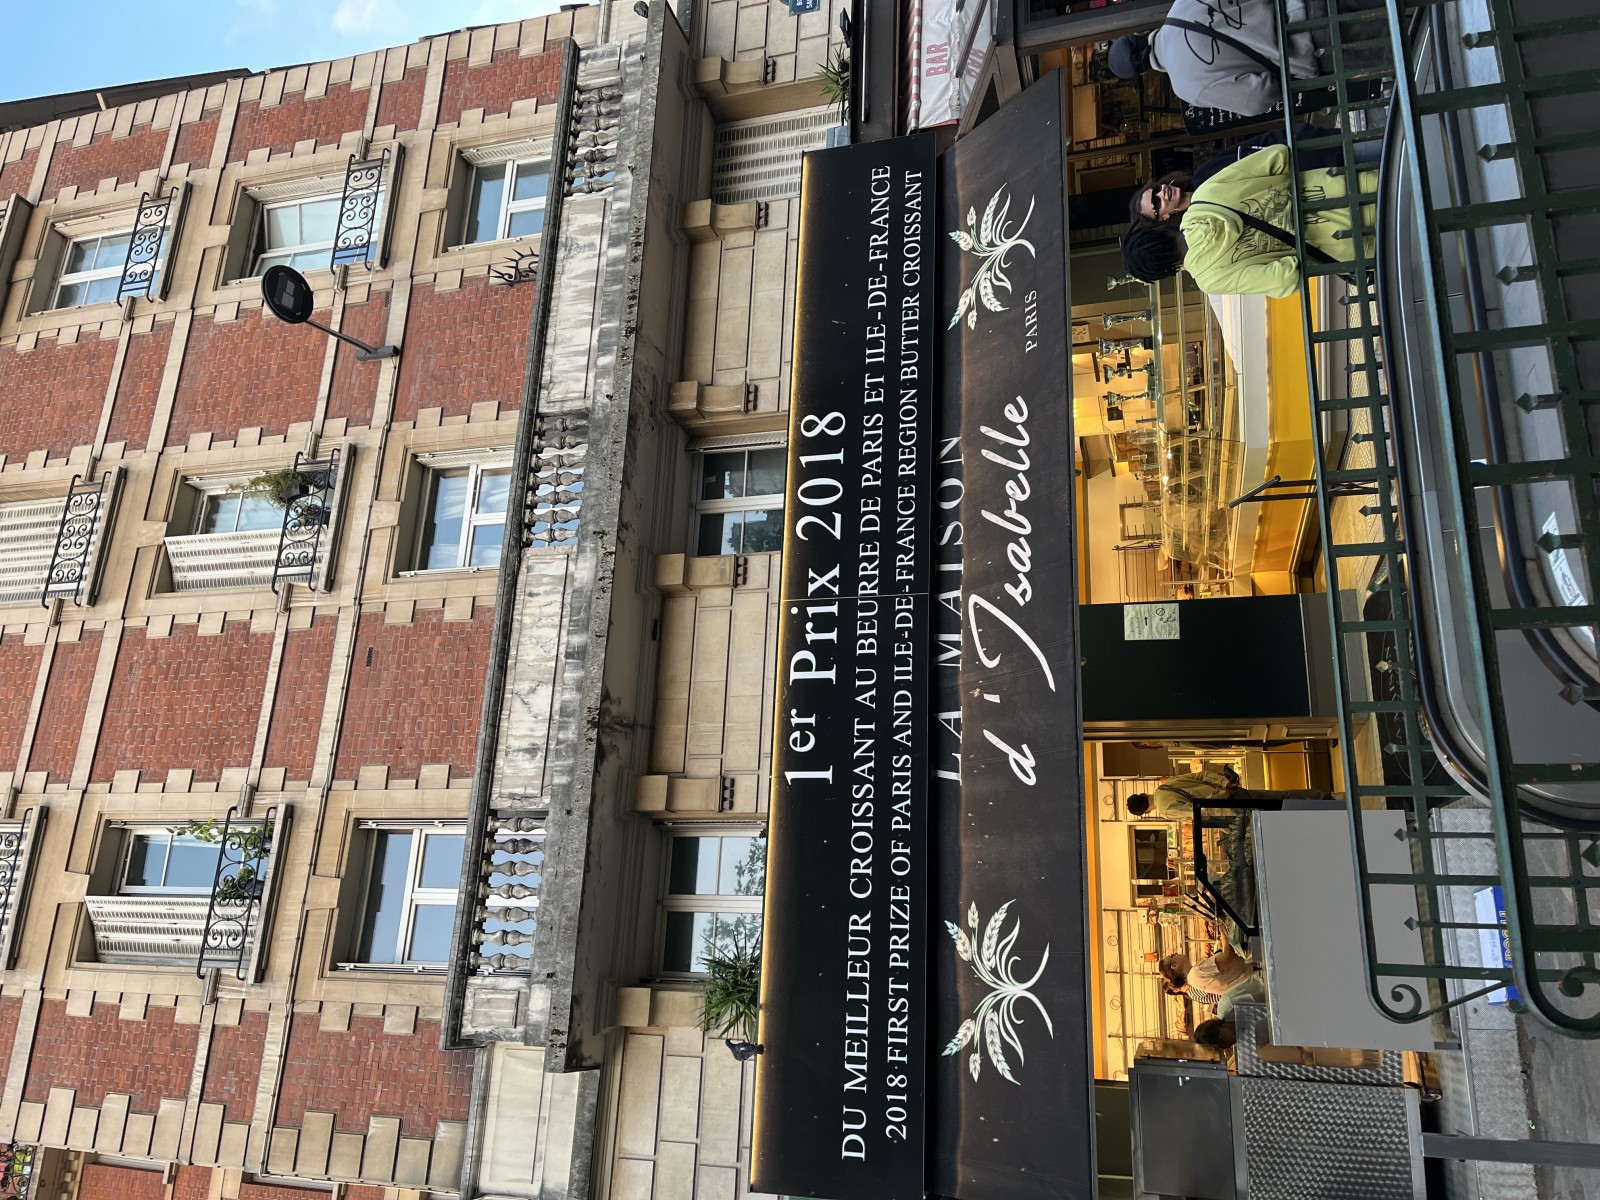 1er Prix 2018
DU MEILLEUR CROISSANT AU BEURRE DE PARIS ET ILE-DE-FRANCE
2018 FIRST PRIZE OF PARIS AND ILE-DE-FRANCE REGION BUTTER CROISSANT
LA MAISON
d'Isabelle
PARIS
BAR